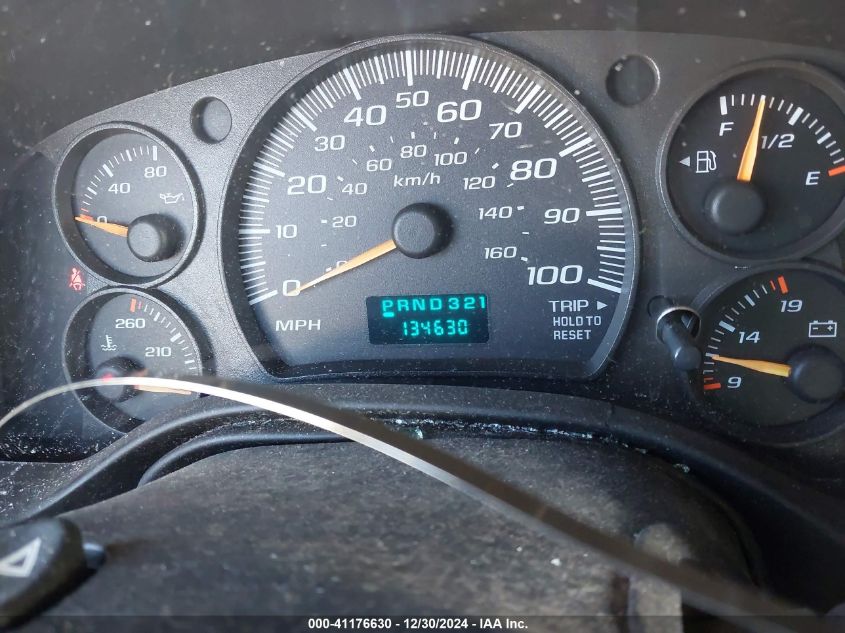 0 40 80
260 210
0 10 20 30 40 50 60 70 80 90 100
0 20 40 60 80 100 120 140 160
km/h
MPH
PRND321
134630
TRIP ►
HOLD TO
RESET
F 1/2 E
19
14
9
000-41176630 - 12/30/2024 - IAA Inc.